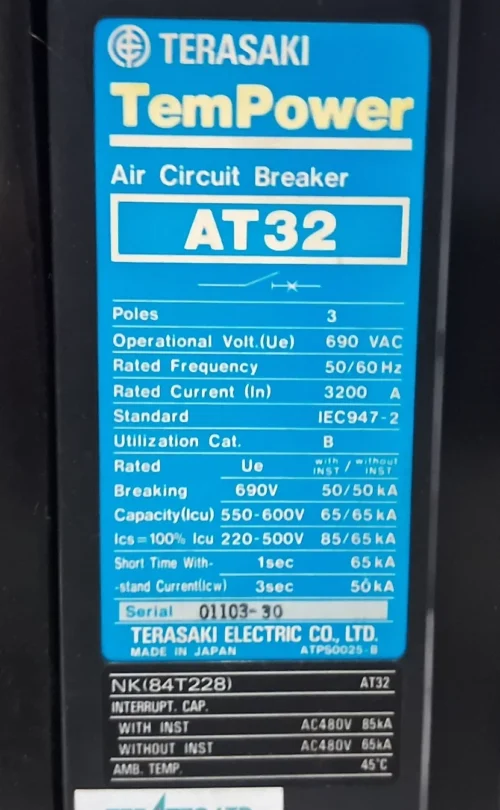 TERASAKI
TemPower
Air Circuit Breaker
AT32
Poles 3
Operational Volt.(Ue) 690 VAC
Rated Frequency 50/60 Hz
Rated Current (In) 3200 A
Standard IEC947-2
Utilization Cat. B
Rated Ue with INST / without INST
Breaking 690V 50/50 kA
Capacity(Icu) 550-600V 65/65 kA
Ics=100% Icu 220-500V 85/65 kA
Short Time With- 1sec 65 kA
-stand Current(Icw) 3sec 50 kA
Serial 01103-30
TERASAKI ELECTRIC CO., LTD.
MADE IN JAPAN ATPS0025-B
NK(84T228) AT32
INTERRUPT. CAP.
WITH INST AC480V 85kA
WITHOUT INST AC480V 65kA
AMB. TEMP. 45°C